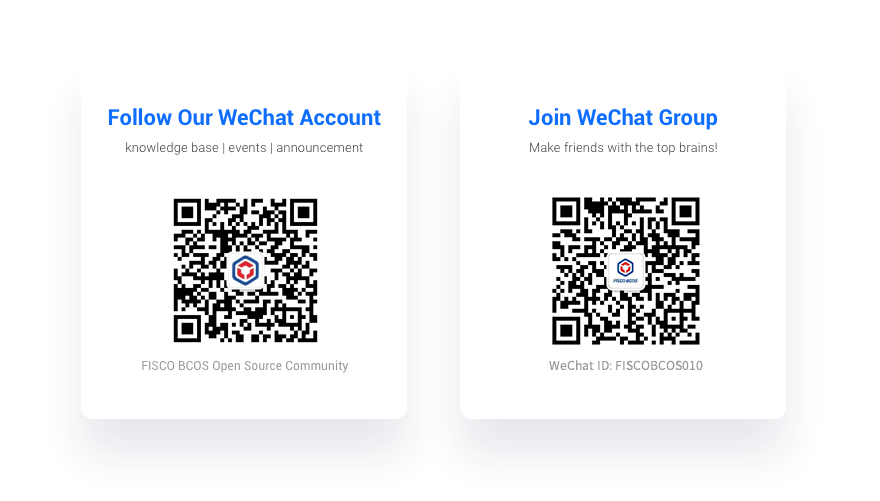 Follow Our WeChat Account
knowledge base | events | announcement
FISCO BCOS Open Source Community
Join WeChat Group
Make friends with the top brains!
FISCO BCOS
WeChat ID: FISCOBCOS010